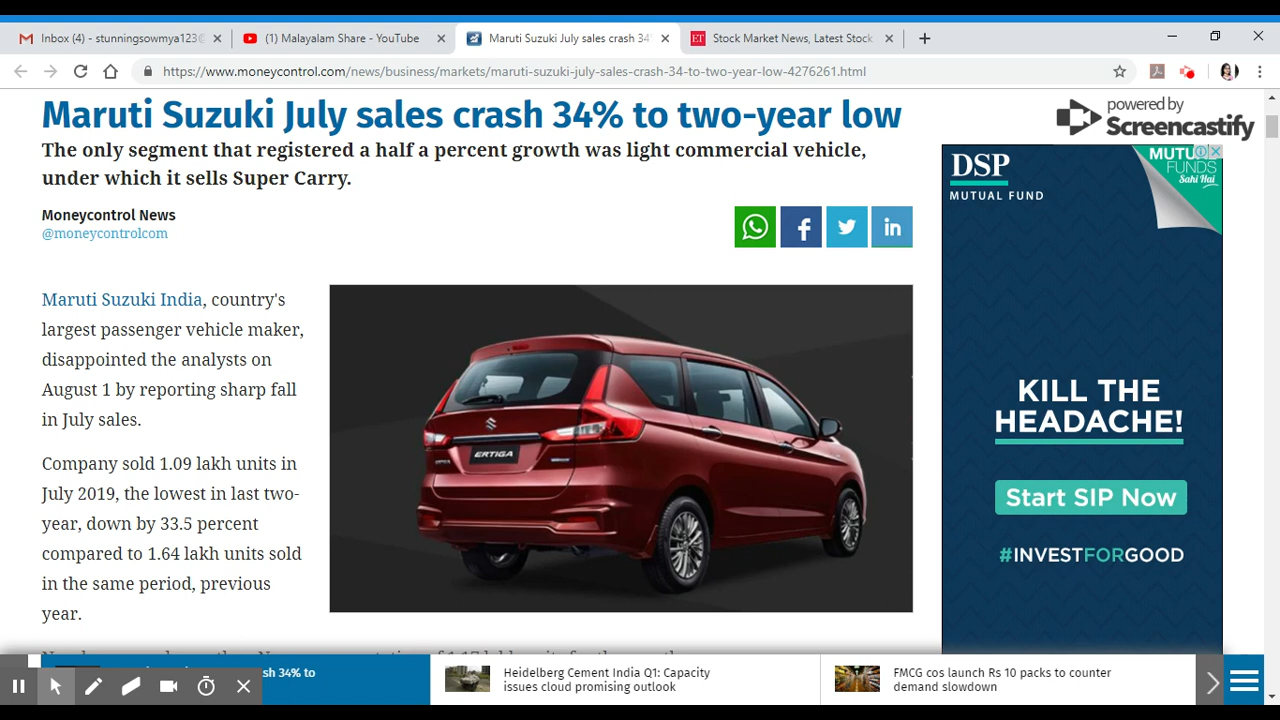 Inbox (4) - stunningsowmya123@
(1) Malayalam Share - YouTube
Maruti Suzuki July sales crash 34%
ET
Stock Market News, Latest Stock
https://www.moneycontrol.com/news/business/markets/maruti-suzuki-july-sales-crash-34-to-two-year-low-4276261.html
Maruti Suzuki July sales crash 34% to two-year low
The only segment that registered a half a percent growth was light commercial vehicle,
under which it sells Super Carry.
Moneycontrol News
@moneycontrolcom
Maruti Suzuki India, country's
largest passenger vehicle maker,
disappointed the analysts on
August 1 by reporting sharp fall
in July sales.
Company sold 1.09 lakh units in
July 2019, the lowest in last two-
year, down by 33.5 percent
compared to 1.64 lakh units sold
in the same period, previous
year.
ERTIGA
powered by
Screencastify
DSP
MUTUAL FUND
MUTU
FUNDS
Sahi Hai
KILL THE
HEADACHE!
Start SIP Now
#INVESTFORGOOD
sh 34% to
Heidelberg Cement India Q1: Capacity
issues cloud promising outlook
FMCG cos launch Rs 10 packs to counter
demand slowdown